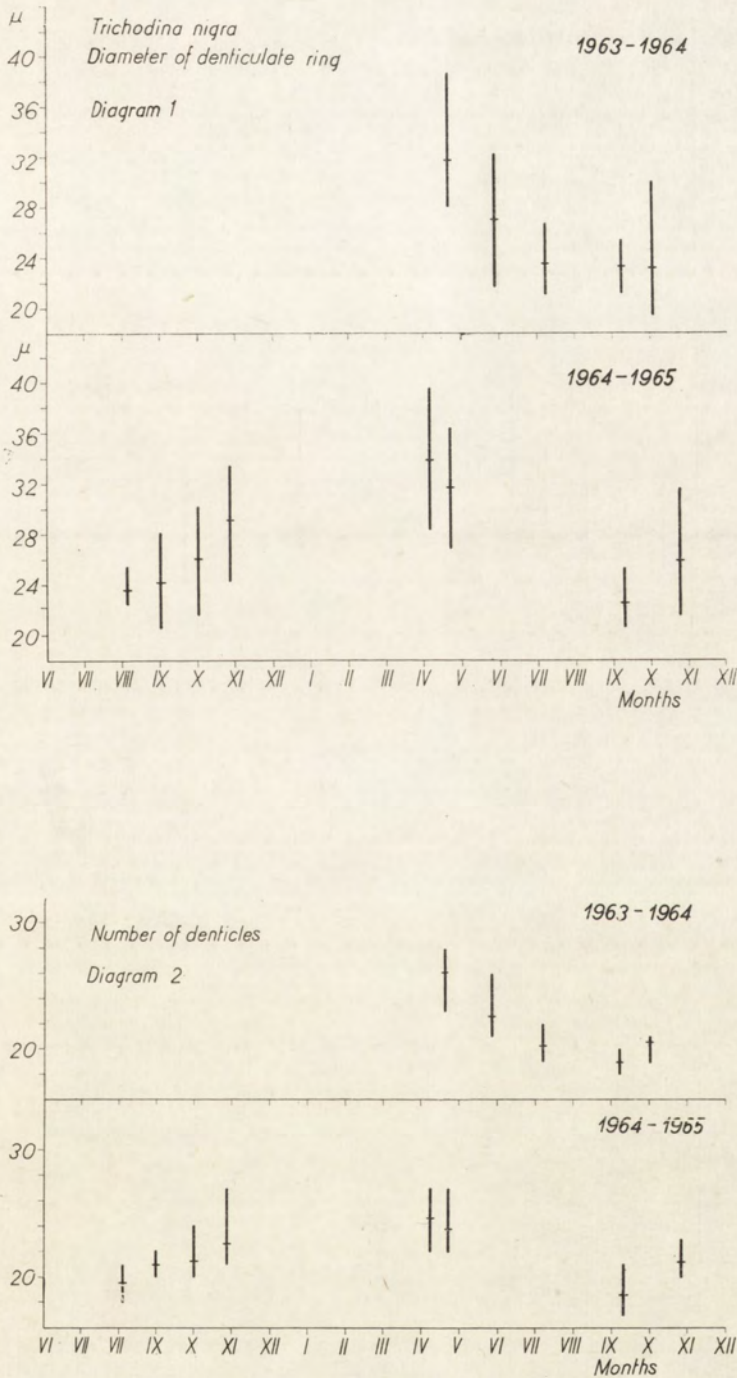 μ
Trichodina nigra
Diameter of denticulate ring
1963-1964
Diagram 1
40
36
32
28
24
20
μ
1964-1965
40
36
32
28
24
20
VI VII VIII IX X XI XII I II III IV V VI VII VIII IX X XI XII
Months
1963-1964
30
Number of denticles
Diagram 2
20
1964-1965
30
20
VI VII VII IX X XI XII I II III IV V VI VII VIII IX X XI XII
Months